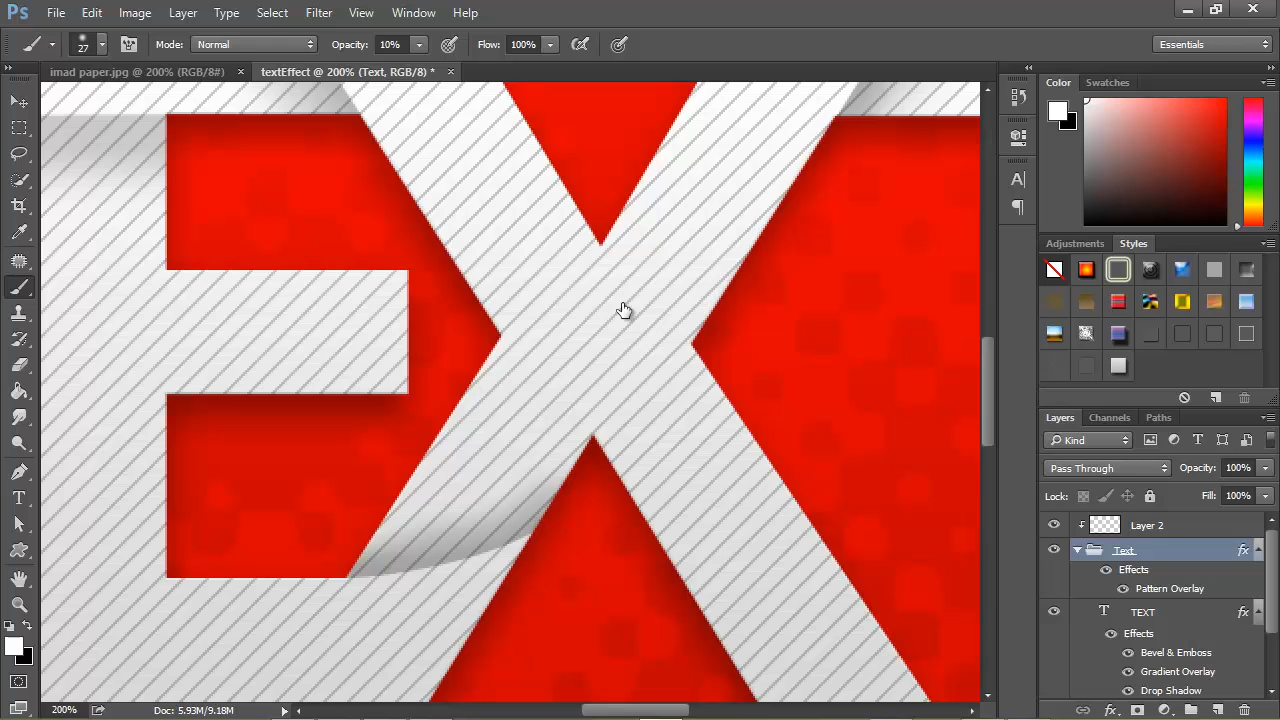 Ps File Edit Image Layer Type Select Filter View Window Help
27 Mode: Normal Opacity: 10% Flow: 100% Essentials
imad paper.jpg @ 200% (RGB/8#) × textEffect @ 200% (Text, RGB/8) * ×
Color Swatches
EX
Adjustments Styles
Layers Channels Paths
Kind
Pass Through Opacity: 100%
Lock: Fill: 100%
Layer 2
Text fx
Effects
Pattern Overlay
T TEXT fx
Effects
Bevel & Emboss
Gradient Overlay
Drop Shadow
200% Doc: 5.93M/9.18M